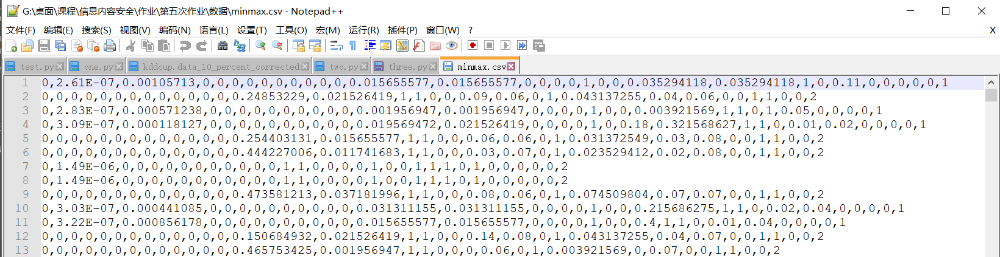 G:\桌面\课程\信息内容安全\作业\第五次作业\数据\minmax.csv - Notepad++
文件(F) 编辑(E) 搜索(S) 视图(V) 编码(N) 语言(L) 设置(T) 工具(O) 宏(M) 运行(R) 插件(P) 窗口(W) ? X
test.py one.py kddcup.data_10_percent_corrected two.py three.py minmax.csv
1 0,2.61E-07,0.00105713,0,0,0,0,0,0,0,0,0,0,0.015655577,0.015655577,0,0,0,0,1,0,0,0.035294118,0.035294118,1,0,0.11,0,0,0,0,0,1
2 0,0,0,0,0,0,0,0,0,0,0,0,0,0.24853229,0.021526419,1,1,0,0,0.09,0.06,0,1,0.043137255,0.04,0.06,0,0,1,1,0,0,2
3 0,2.83E-07,0.000571238,0,0,0,0,0,0,0,0,0,0,0.001956947,0.001956947,0,0,0,0,1,0,0,0.003921569,1,1,0,1,0.05,0,0,0,0,1
4 0,3.09E-07,0.000118127,0,0,0,0,0,0,0,0,0,0,0.019569472,0.021526419,0,0,0,0,1,0,0.18,0.321568627,1,1,0,0.01,0.02,0,0,0,0,1
5 0,0,0,0,0,0,0,0,0,0,0,0,0,0.254403131,0.015655577,1,1,0,0,0.06,0.06,0,1,0.031372549,0.03,0.08,0,0,1,1,0,0,2
6 0,0,0,0,0,0,0,0,0,0,0,0,0,0.444227006,0.011741683,1,1,0,0,0.03,0.07,0,1,0.023529412,0.02,0.08,0,0,1,1,0,0,2
7 0,1.49E-06,0,0,0,0,0,0,0,0,0,0,0,1,1,0,0,0,0,1,0,0,1,1,1,0,1,0,0,0,0,0,2
8 0,1.49E-06,0,0,0,0,0,0,0,0,0,0,0,1,1,0,0,0,0,1,0,0,1,1,1,0,1,0,0,0,0,0,2
9 0,0,0,0,0,0,0,0,0,0,0,0,0,0.473581213,0.037181996,1,1,0,0,0.08,0.06,0,1,0.074509804,0.07,0.07,0,0,1,1,0,0,2
10 0,3.03E-07,0.000441085,0,0,0,0,0,0,0,0,0,0,0.031311155,0.031311155,0,0,0,0,1,0,0,0.215686275,1,1,0,0.02,0.04,0,0,0,0,1
11 0,3.22E-07,0.000856178,0,0,0,0,0,0,0,0,0,0,0.015655577,0.015655577,0,0,0,0,1,0,0,0.4,1,1,0,0.01,0.04,0,0,0,0,1
12 0,0,0,0,0,0,0,0,0,0,0,0,0,0.150684932,0.021526419,1,1,0,0,0.14,0.08,0,1,0.043137255,0.04,0.07,0,0,1,1,0,0,2
13 0,0,0,0,0,0,0,0,0,0,0,0,0,0.465753425,0.001956947,1,1,0,0,0,0.06,0,1,0.003921569,0,0.07,0,0,1,1,0,0,2